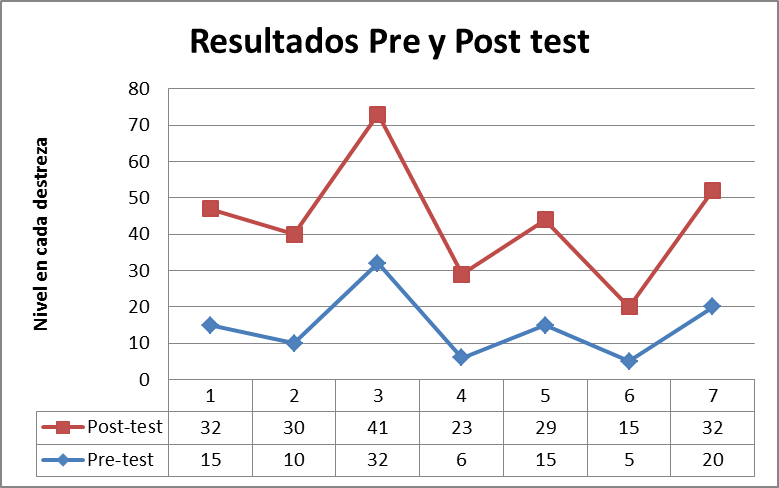 Resultados Pre y Post test
Nivel en cada destreza
80
70
60
50
40
30
20
10
0
1 2 3 4 5 6 7
Post-test 32 30 41 23 29 15 32
Pre-test 15 10 32 6 15 5 20